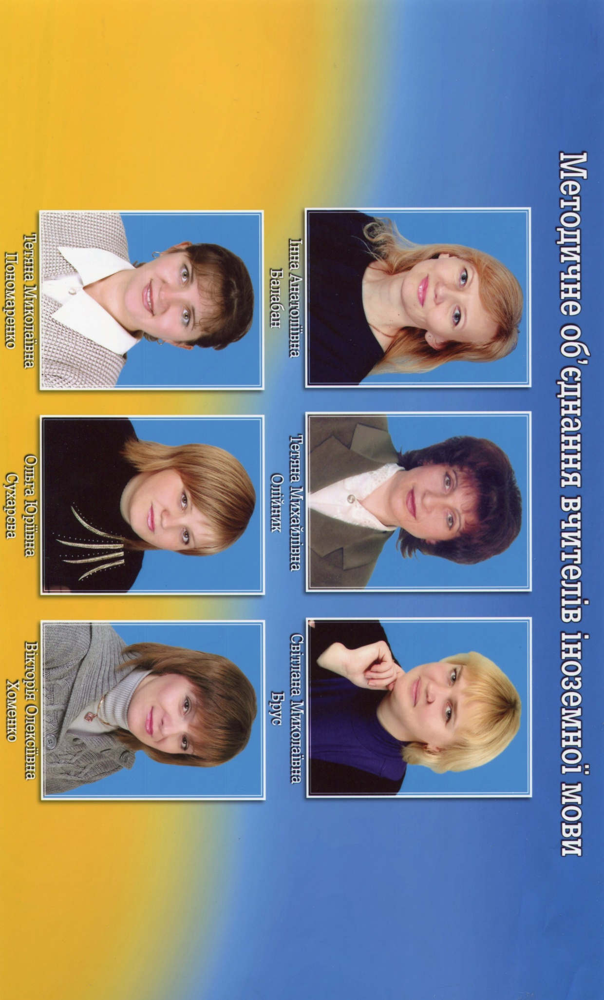 Методичне об'єднання вчителів іноземної мови
Інна Анатоліївна
Балабан
Тетяна Михайлівна
Олійник
Світлана Миколаївна
Брус
Тетяна Миколаївна
Пономаренко
Ольга Юріївна
Сухарєва
Вікторія Олексіївна
Хоменко